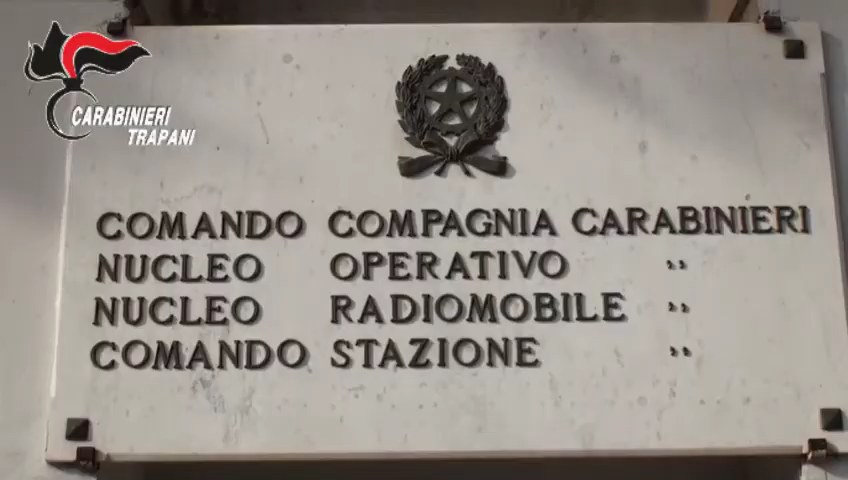 CARABINIERI
TRAPANI
COMANDO COMPAGNIA CARABINIERI
NUCLEO OPERATIVO ,,
NUCLEO RADIOMOBILE ,,
COMANDO STAZIONE ,,